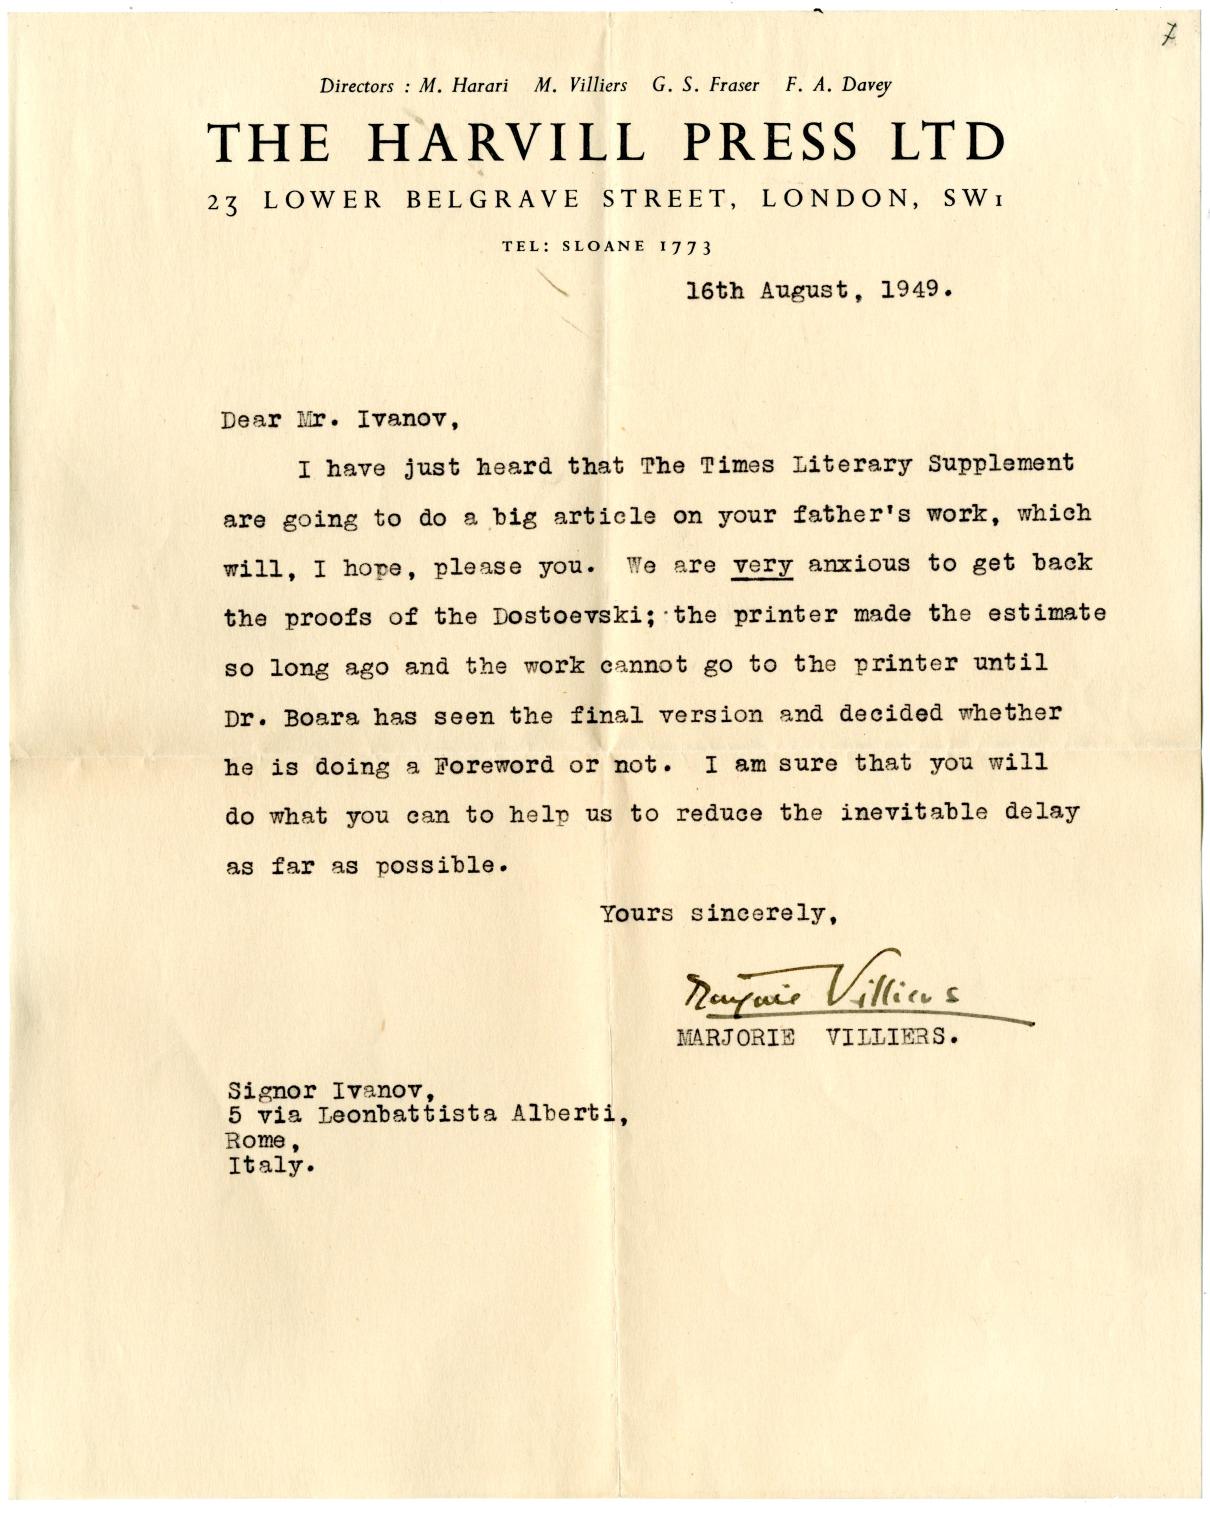 7
Directors : M. Harari M. Villiers G. S. Fraser F. A. Davey
THE HARVILL PRESS LTD
23 LOWER BELGRAVE STREET, LONDON, SW1
TEL: SLOANE 1773
16th August, 1949.
Dear Mr. Ivanov,
I have just heard that The Times Literary Supplement
are going to do a big article on your father's work, which
will, I hope, please you. We are very anxious to get back
the proofs of the Dostoevski; the printer made the estimate
so long ago and the work cannot go to the printer until
Dr. Boara has seen the final version and decided whether
he is doing a Foreword or not. I am sure that you will
do what you can to help us to reduce the inevitable delay
as far as possible.
Yours sincerely,
Marjorie Villiers
MARJORIE VILLIERS.
Signor Ivanov,
5 via Leonbattista Alberti,
Rome,
Italy.